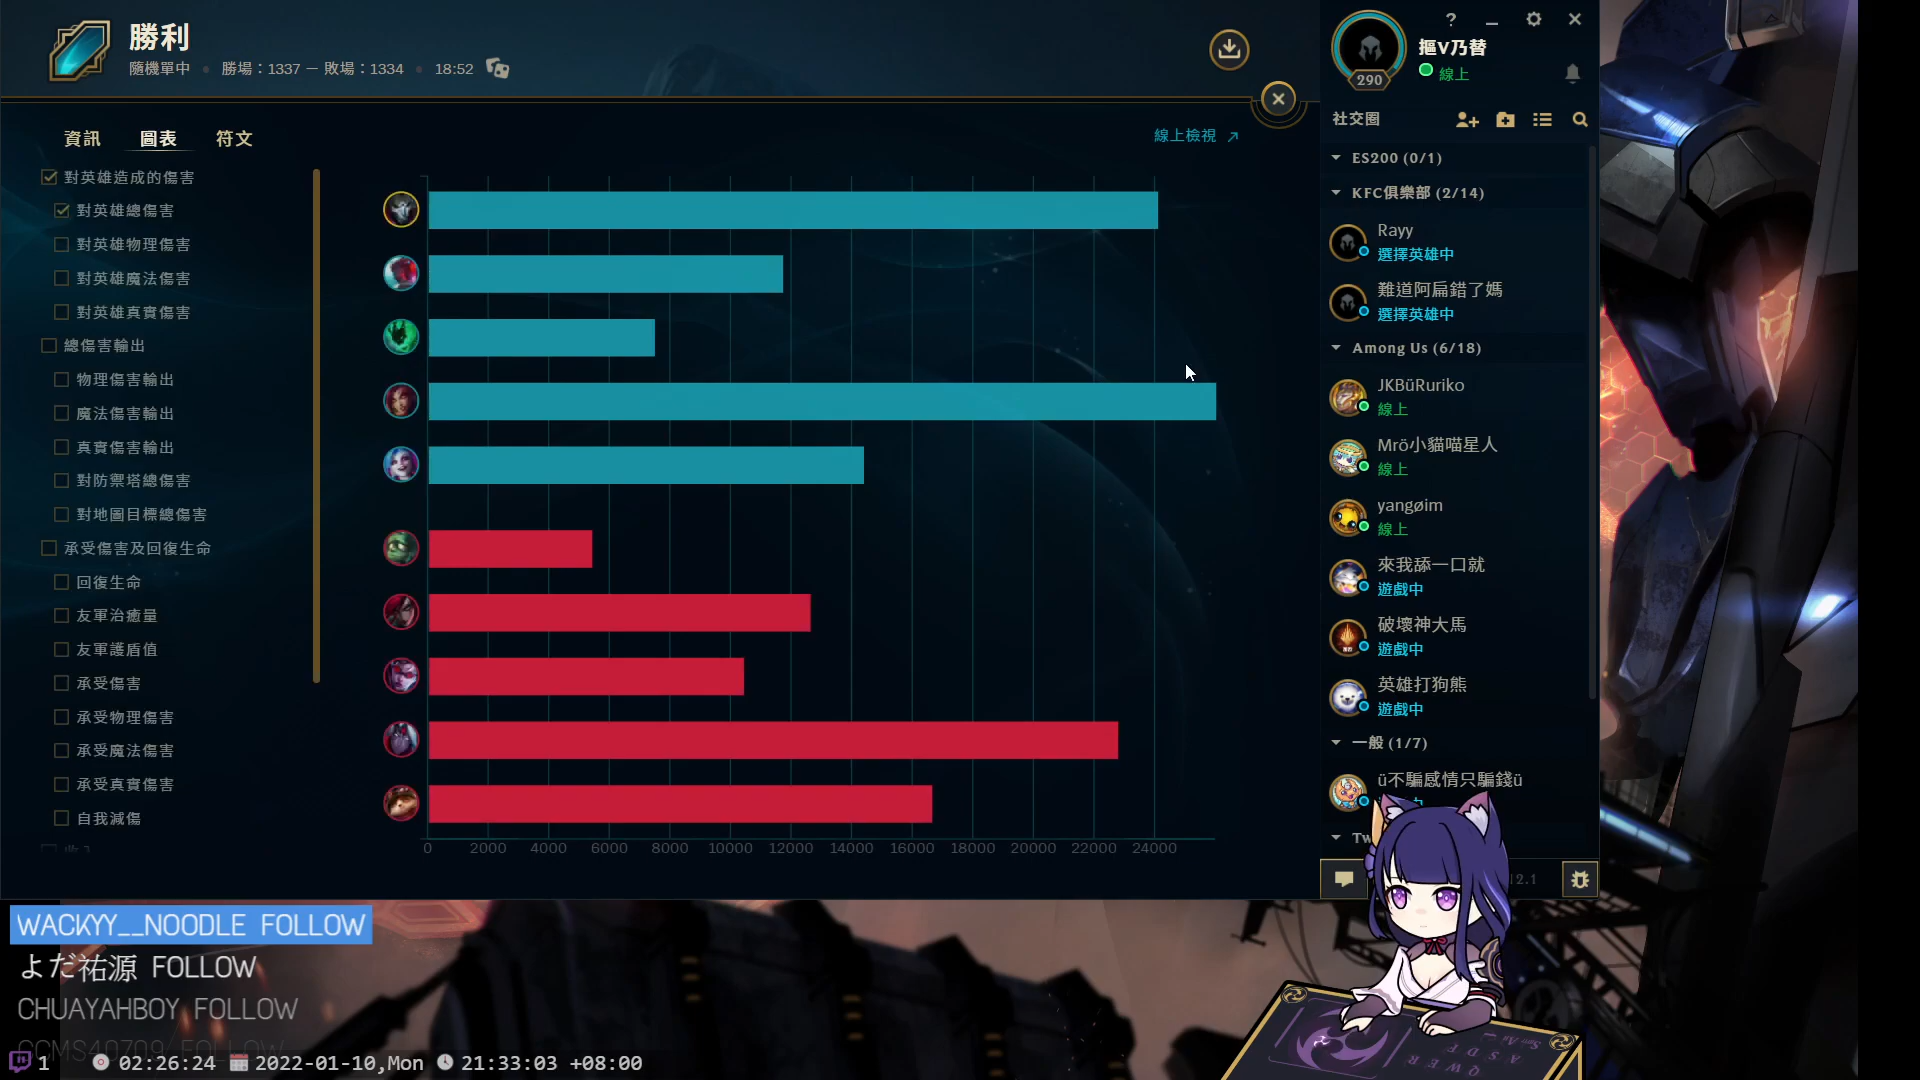 勝利
隨機單中 • 勝場：1337 － 敗場：1334 • 18:52
資訊 圖表 符文
線上檢視
對英雄造成的傷害
對英雄總傷害
對英雄物理傷害
對英雄魔法傷害
對英雄真實傷害
總傷害輸出
物理傷害輸出
魔法傷害輸出
真實傷害輸出
對防禦塔總傷害
對地圖目標總傷害
承受傷害及回復生命
回復生命
友軍治癒量
友軍護盾值
承受傷害
承受物理傷害
承受魔法傷害
承受真實傷害
自我減傷
0 2000 4000 6000 8000 10000 12000 14000 16000 18000 20000 22000 24000
?
摳V乃替
290
線上
社交圈
ES200 (0/1)
KFC俱樂部 (2/14)
Rayy
選擇英雄中
難道阿扁錯了媽
選擇英雄中
Among Us (6/18)
JKBüRuriko
線上
Mrö小貓喵星人
線上
yangøim
線上
來我舔一口就
遊戲中
破壞神大馬
遊戲中
英雄打狗熊
遊戲中
一般 (1/7)
ü不騙感情只騙錢ü
Tw
12.1
WACKYY__NOODLE FOLLOW
よだ祐源 FOLLOW
CHUAYAHBOY FOLLOW
CCMS40709 FOLLOW
1 02:26:24 2022-01-10,Mon 21:33:03 +08:00
Q W E R
A S D F